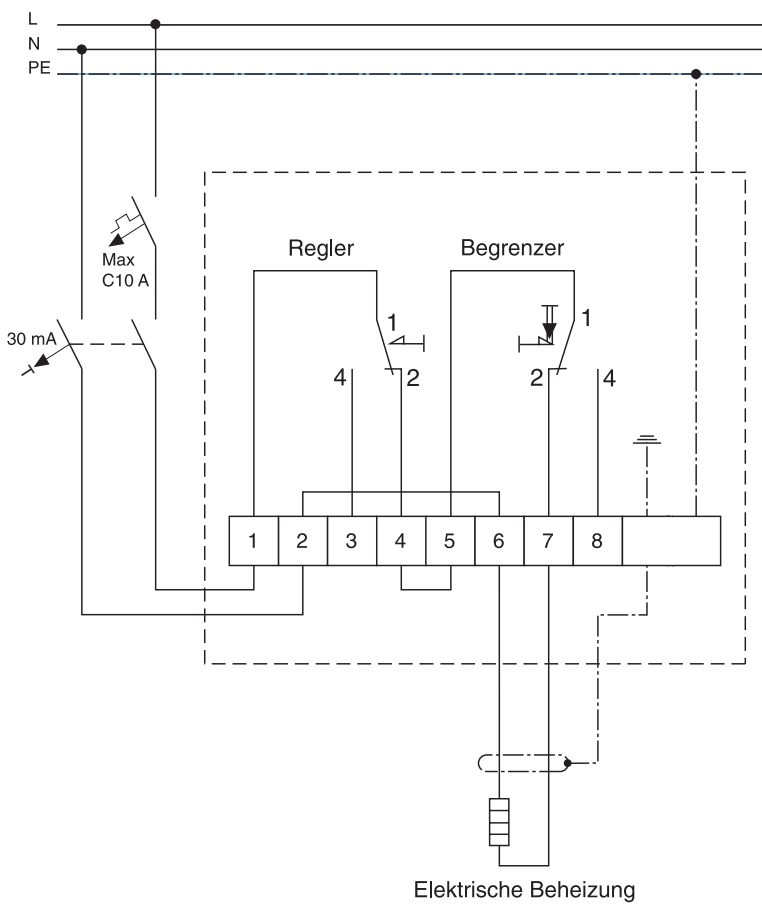 L
N
PE
Max
C10 A
30 mA
Regler
Begrenzer
1
1
4
2
2
4
1 2 3 4 5 6 7 8
Elektrische Beheizung